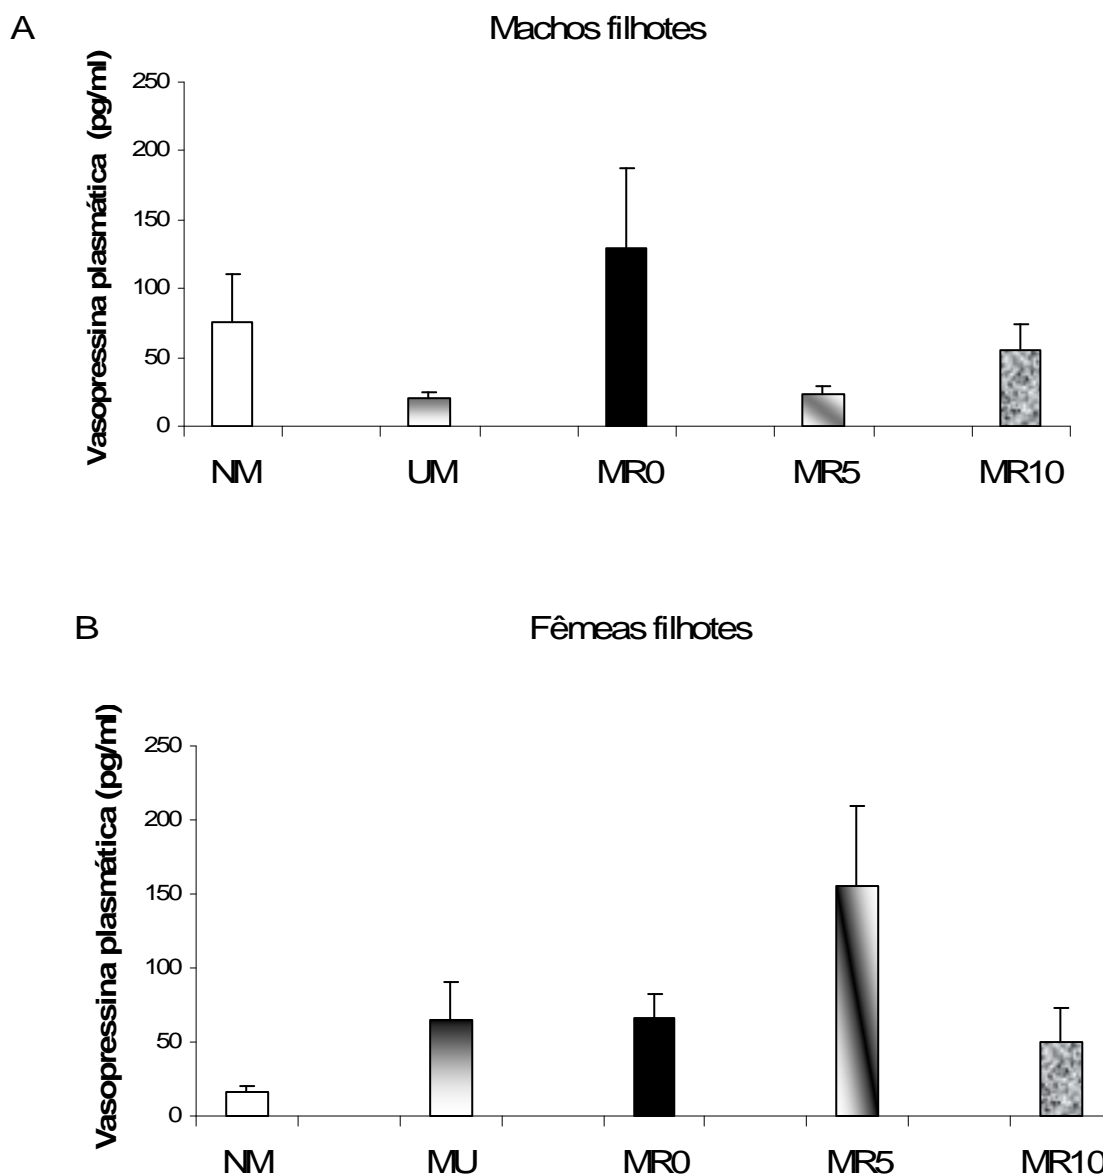 A
Machos filhotes
Vasopressina plasmática (pg/ml)
250
200
150
100
50
0
NM UM MR0 MR5 MR10
B
Fêmeas filhotes
Vasopressina plasmática (pg/ml)
250
200
150
100
50
0
NM MU MR0 MR5 MR10